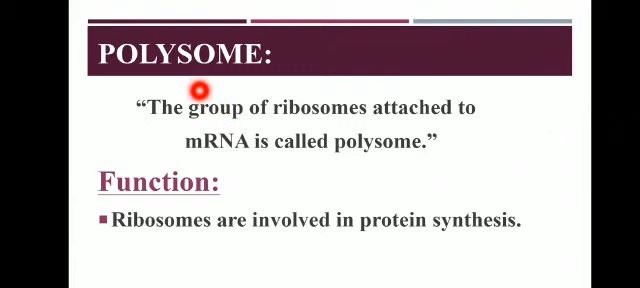 POLYSOME:
“The group of ribosomes attached to
mRNA is called polysome.”
Function:
▪ Ribosomes are involved in protein synthesis.